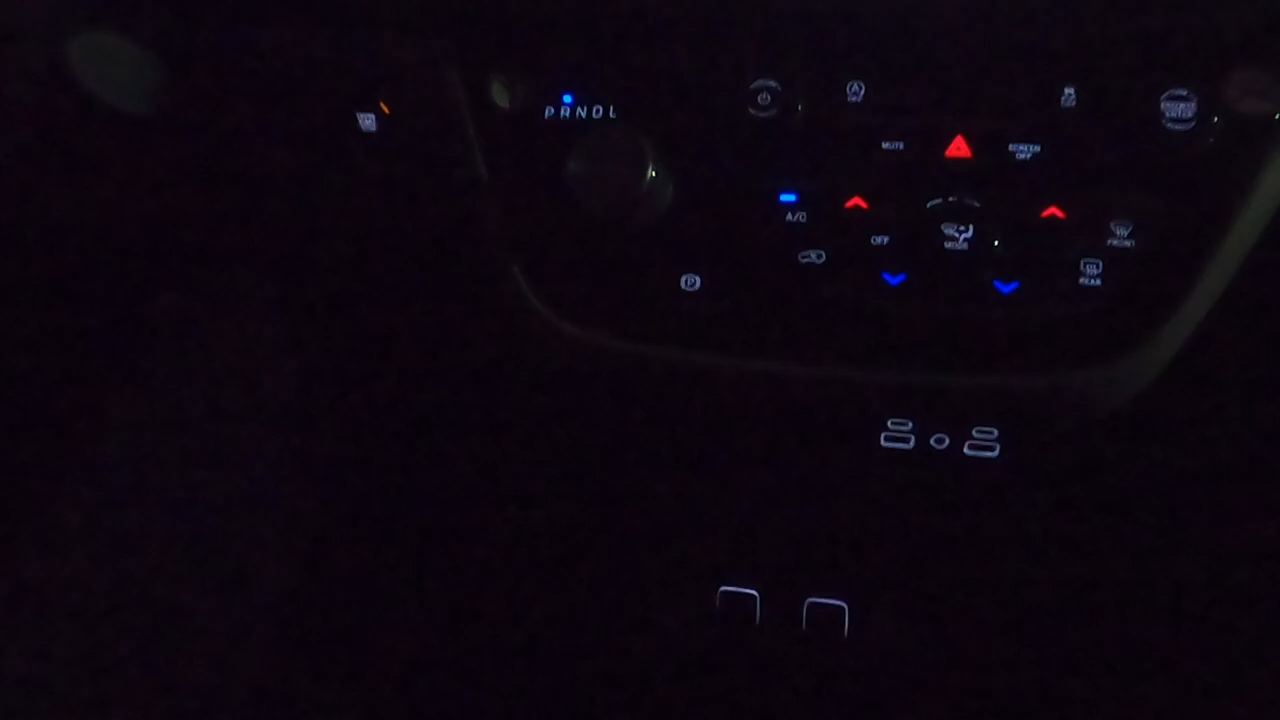 PRNDL
MUTE
SCREEN
OFF
A/C
OFF
MODE
FRONT
REAR
P